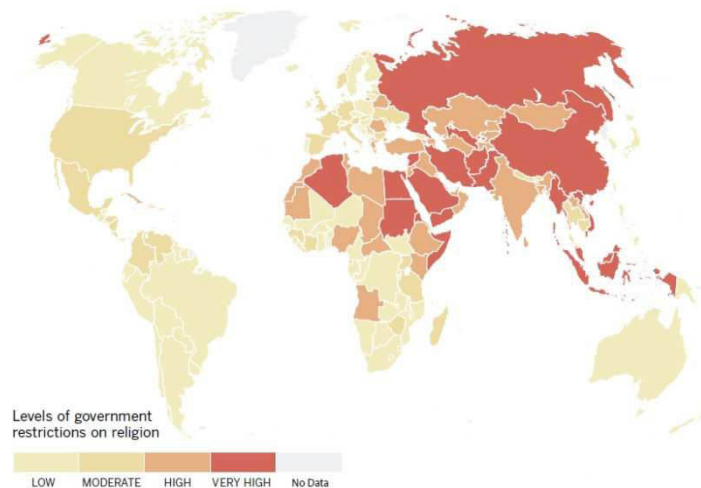 Levels of government
restrictions on religion
LOW MODERATE HIGH VERY HIGH No Data